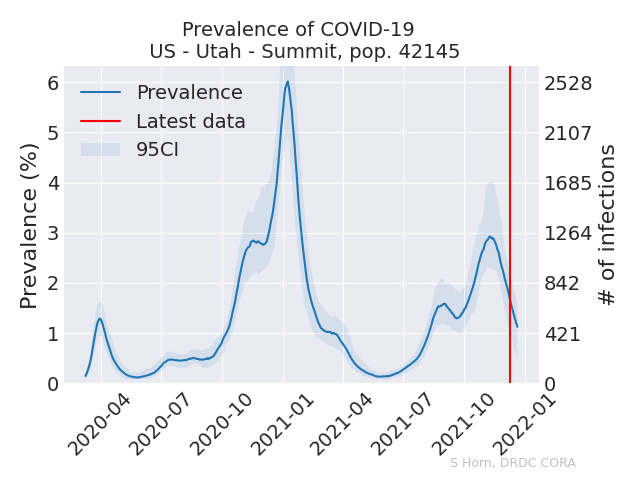 Prevalence of COVID-19
US - Utah - Summit, pop. 42145
Prevalence (%)
6
5
4
3
2
1
0
Prevalence
Latest data
95CI
2528
2107
1685
1264
842
421
0
# of infections
2020-04
2020-07
2020-10
2021-01
2021-04
2021-07
2021-10
2022-01
S Horn, DRDC CORA